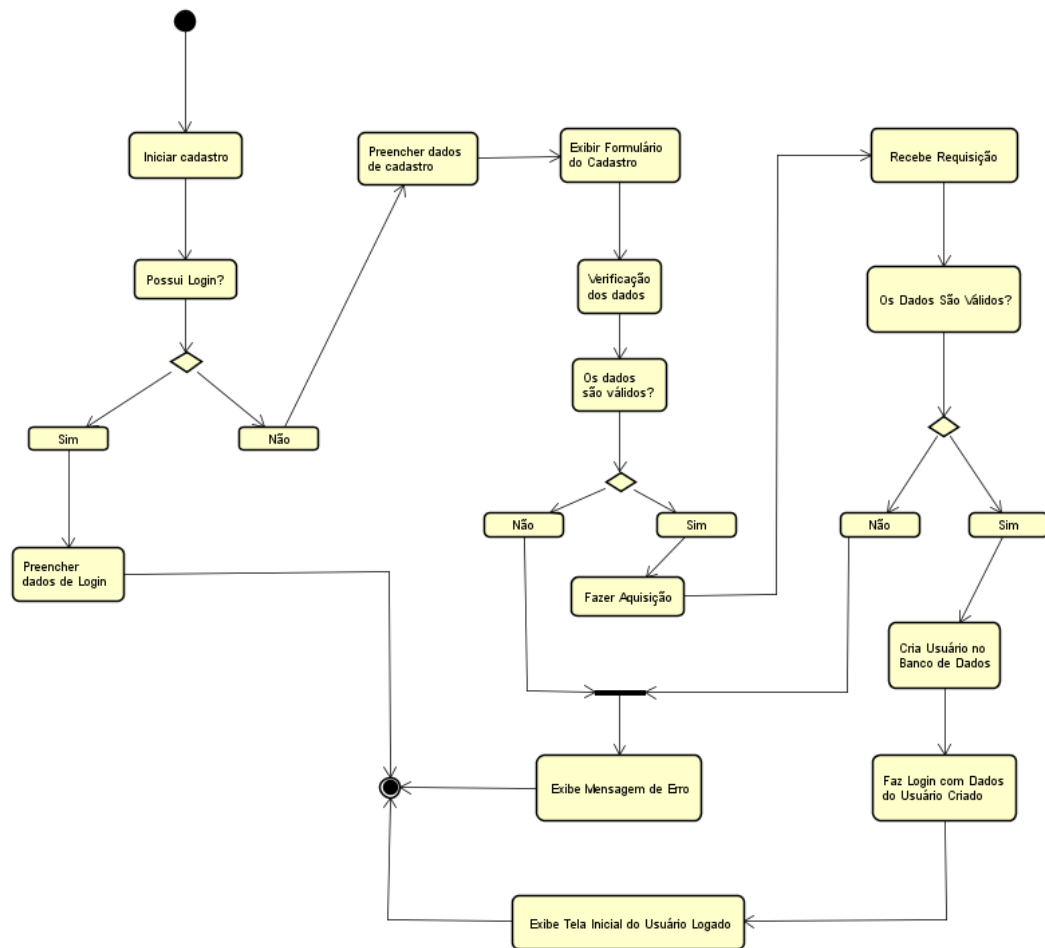 Iniciar cadastro
Possui Login?
Sim
Não
Preencher
dados de Login
Preencher dados
de cadastro
Exibir Formulário
do Cadastro
Verificação
dos dados
Os dados
são válidos?
Não
Sim
Fazer Aquisição
Recebe Requisição
Os Dados São Válidos?
Não
Sim
Cria Usuário no
Banco de Dados
Faz Login com Dados
do Usuário Criado
Exibe Mensagem de Erro
Exibe Tela Inicial do Usuário Logado